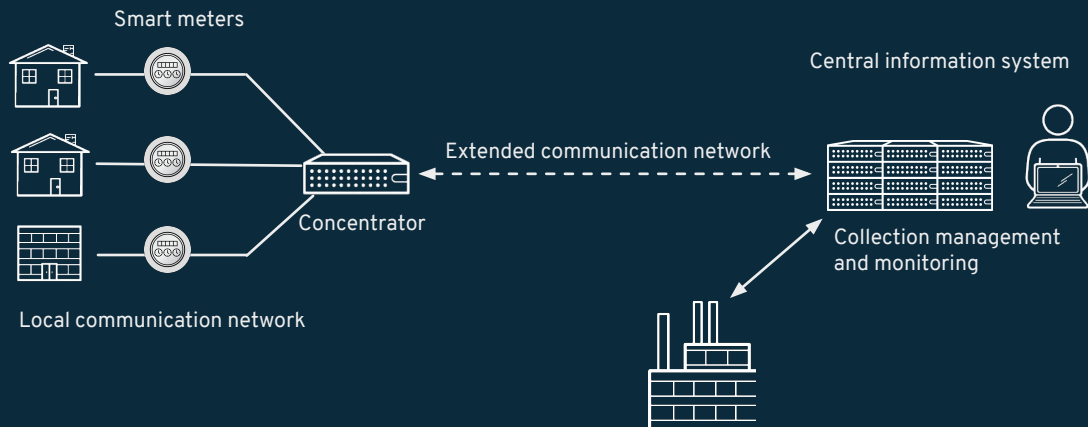 Smart meters
Central information system
Extended communication network
Concentrator
Collection management
and monitoring
Local communication network